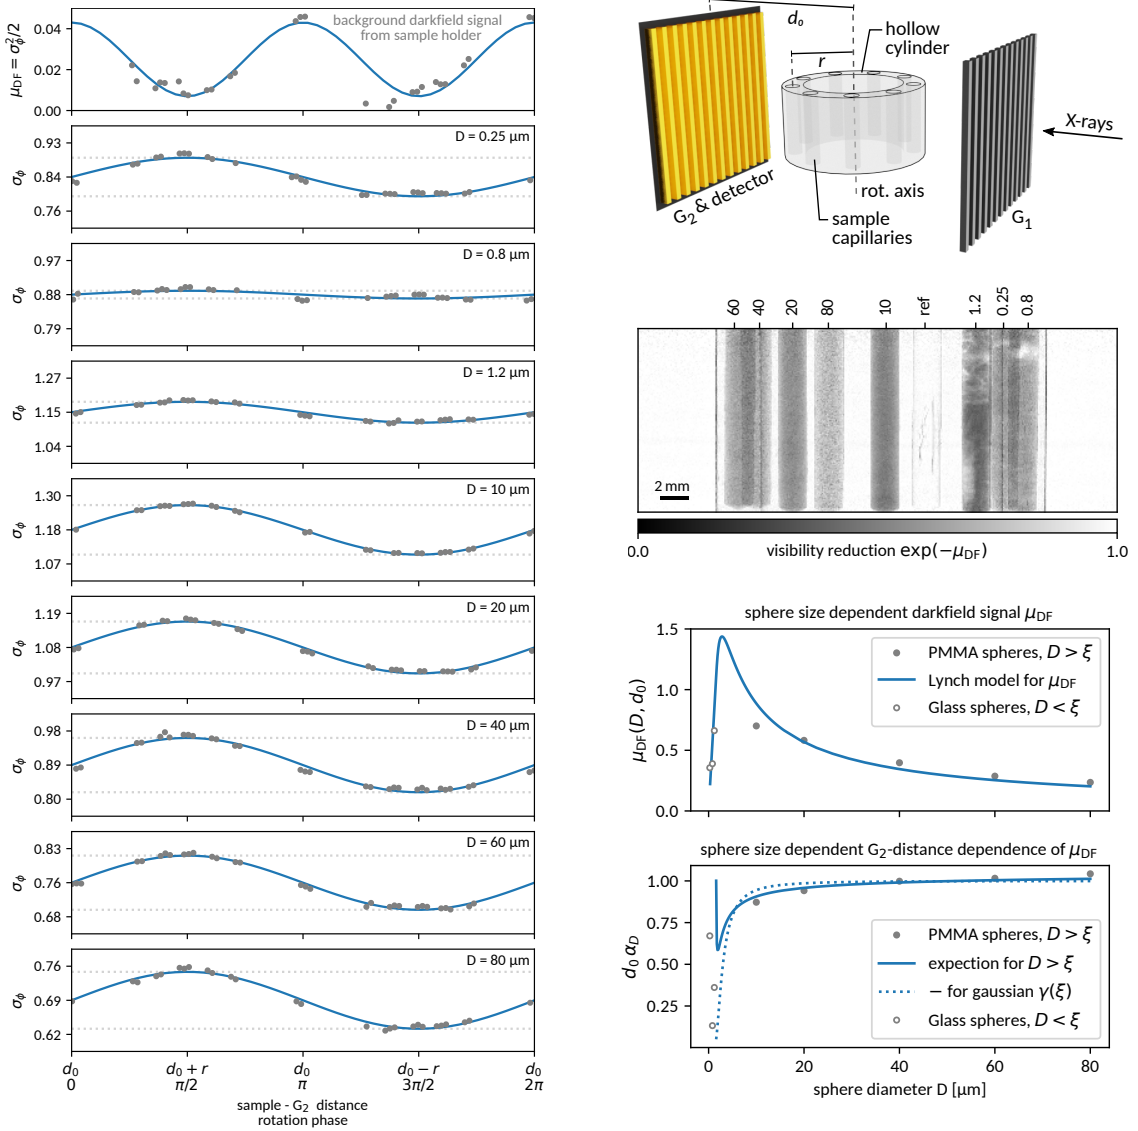 background darkfield signal
from sample holder
μDF = σϕ²/2
0.04
0.02
0.00
D = 0.25 μm
σϕ
0.93
0.84
0.76
D = 0.8 μm
σϕ
0.97
0.88
0.79
D = 1.2 μm
σϕ
1.27
1.15
1.04
D = 10 μm
σϕ
1.30
1.18
1.07
D = 20 μm
σϕ
1.19
1.08
0.97
D = 40 μm
σϕ
0.98
0.89
0.80
D = 60 μm
σϕ
0.83
0.76
0.68
D = 80 μm
σϕ
0.76
0.69
0.62
d₀ d₀ + r d₀ d₀ − r d₀
0 π/2 π 3π/2 2π
sample - G₂ distance
rotation phase
d₀
r
hollow
cylinder
X-rays
G₂ & detector
rot. axis
sample
capillaries
G₁
60 40 20 80 10 ref 1.2 0.25 0.8
2 mm
0.0 visibility reduction exp(−μDF) 1.0
sphere size dependent darkfield signal μDF
μDF(D, d₀)
1.5
1.0
0.5
0.0
PMMA spheres, D > ξ
Lynch model for μDF
Glass spheres, D < ξ
sphere size dependent G₂-distance dependence of μDF
d₀ αD
1.00
0.75
0.50
0.25
PMMA spheres, D > ξ
expection for D > ξ
− for gaussian γ(ξ)
Glass spheres, D < ξ
0 20 40 60 80
sphere diameter D [μm]